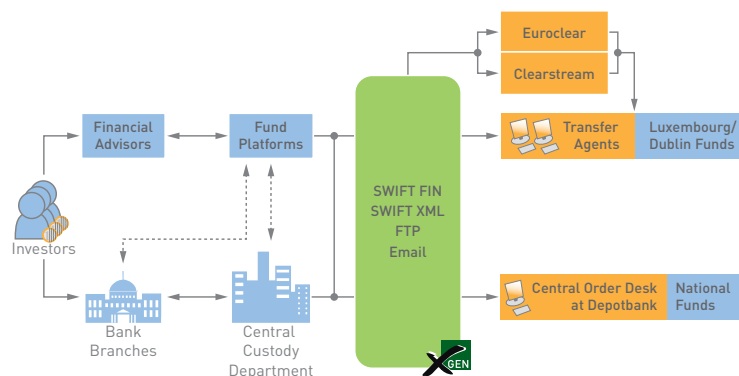 Euroclear
Clearstream
Financial
Advisors
Fund
Platforms
Transfer
Agents
Luxembourg/
Dublin Funds
SWIFT FIN
SWIFT XML
FTP
Email
Investors
Central Order Desk
at Depotbank
National
Funds
Bank
Branches
Central
Custody
Department
X GEN